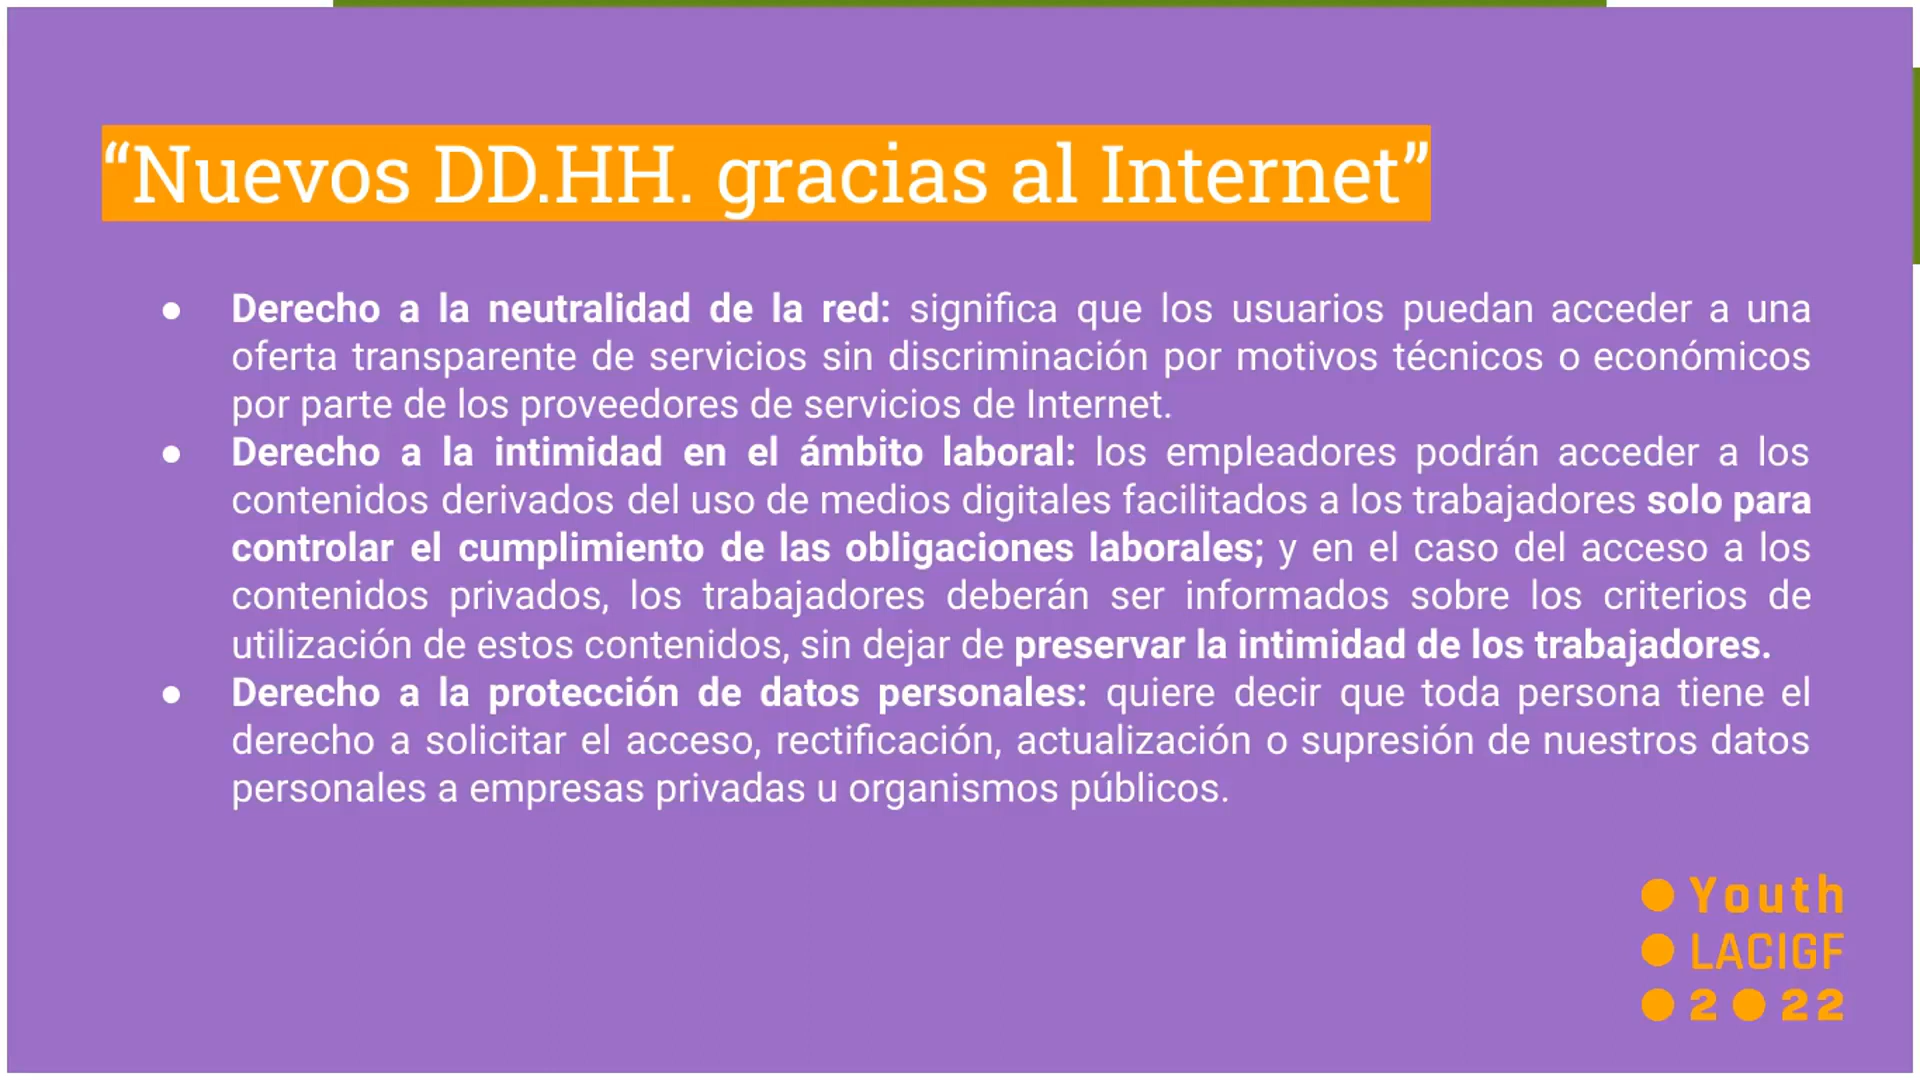 “Nuevos DD.HH. gracias al Internet”
● Derecho a la neutralidad de la red: significa que los usuarios puedan acceder a una
oferta transparente de servicios sin discriminación por motivos técnicos o económicos
por parte de los proveedores de servicios de Internet.
● Derecho a la intimidad en el ámbito laboral: los empleadores podrán acceder a los
contenidos derivados del uso de medios digitales facilitados a los trabajadores solo para
controlar el cumplimiento de las obligaciones laborales; y en el caso del acceso a los
contenidos privados, los trabajadores deberán ser informados sobre los criterios de
utilización de estos contenidos, sin dejar de preservar la intimidad de los trabajadores.
● Derecho a la protección de datos personales: quiere decir que toda persona tiene el
derecho a solicitar el acceso, rectificación, actualización o supresión de nuestros datos
personales a empresas privadas u organismos públicos.
Youth
LACIGF
2●22